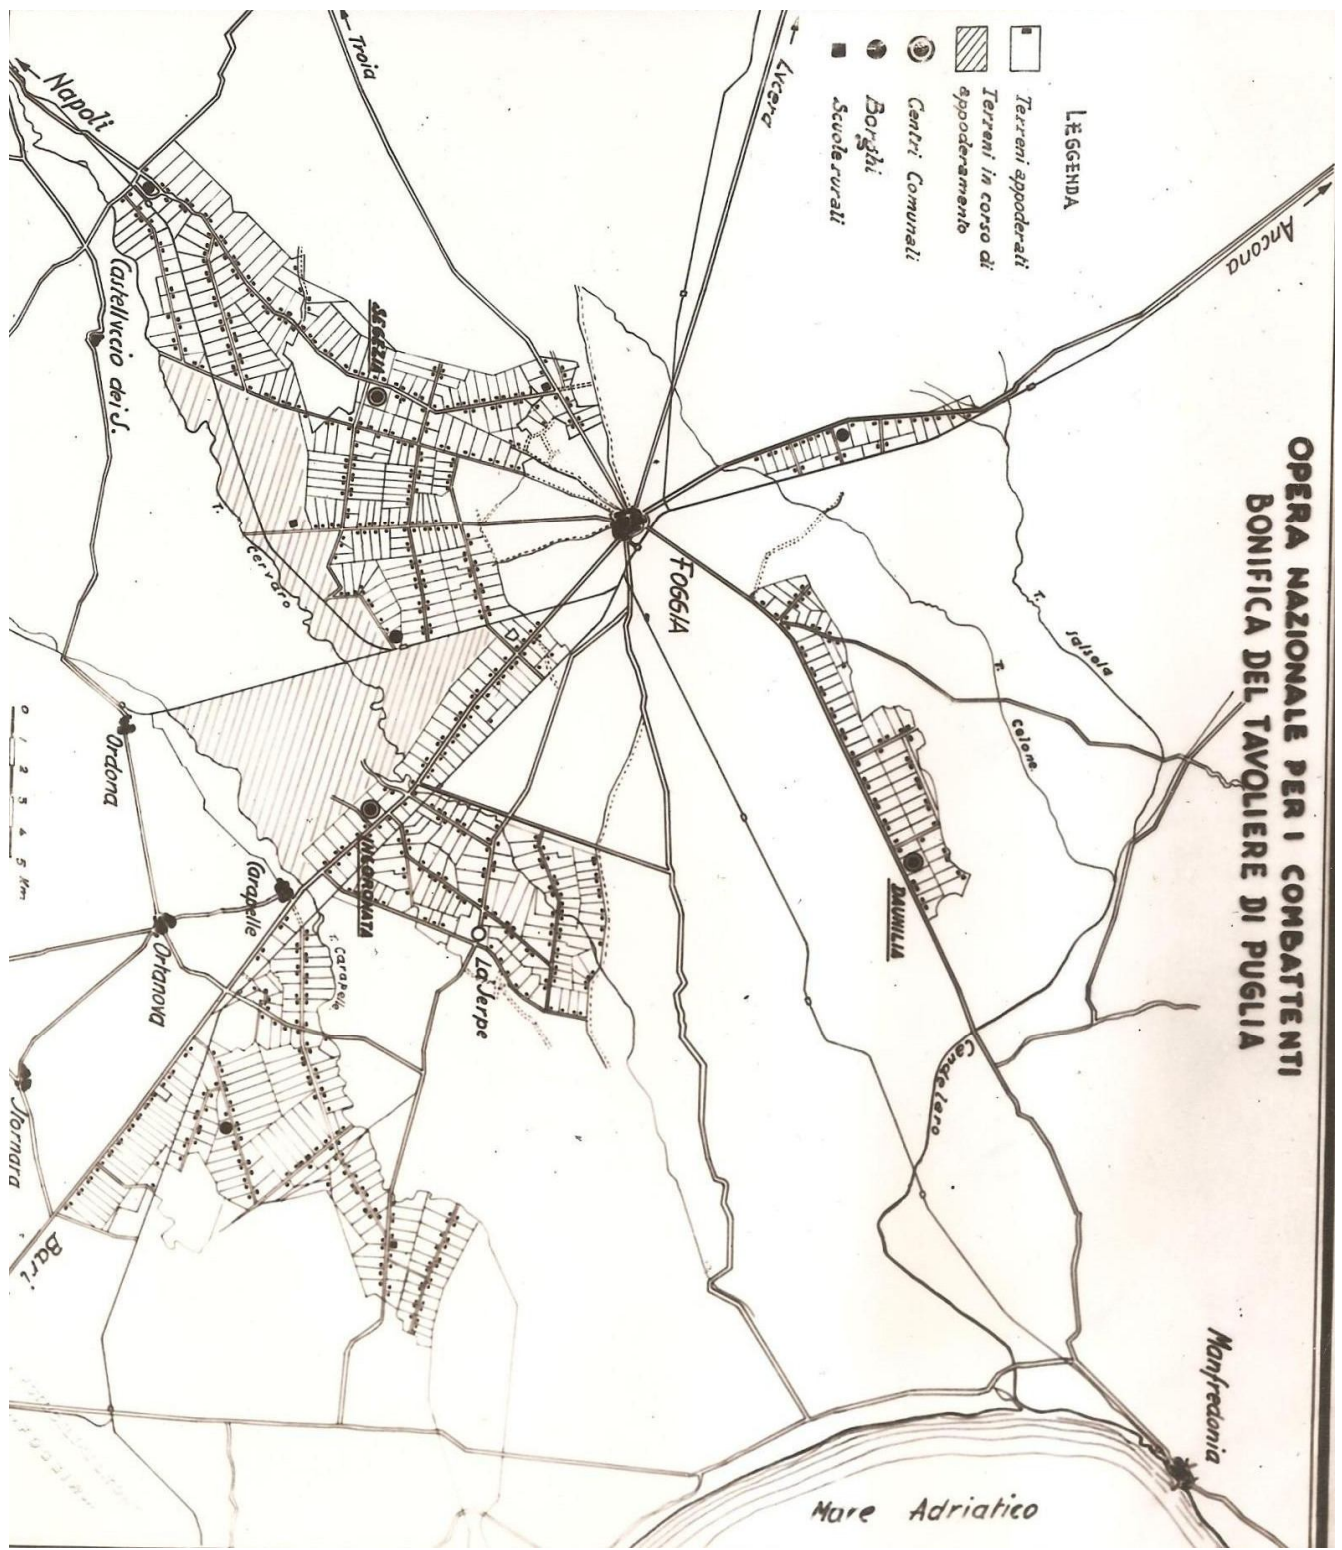 OPERA NAZIONALE PER I COMBATTENTI
BONIFICA DEL TAVOLIERE DI PUGLIA
LEGGENDA
Terreni appoderati
Terreni in corso di
appoderamento
Centri Comunali
Borghi
Scuole rurali
Ancona
Lucera
Troia
Napoli
Castelluccio dei S.
SEGEZIA
FOGGIA
T. Salsola
T. Celone
T. Cervaro
DAUNILIA
Candelaro
Manfredonia
INCORONATA
La Serpe
Ordona
Carapelle
T. Carapelle
Ortanova
Stornara
Bari
Mare Adriatico
0 1 2 3 4 5 Km